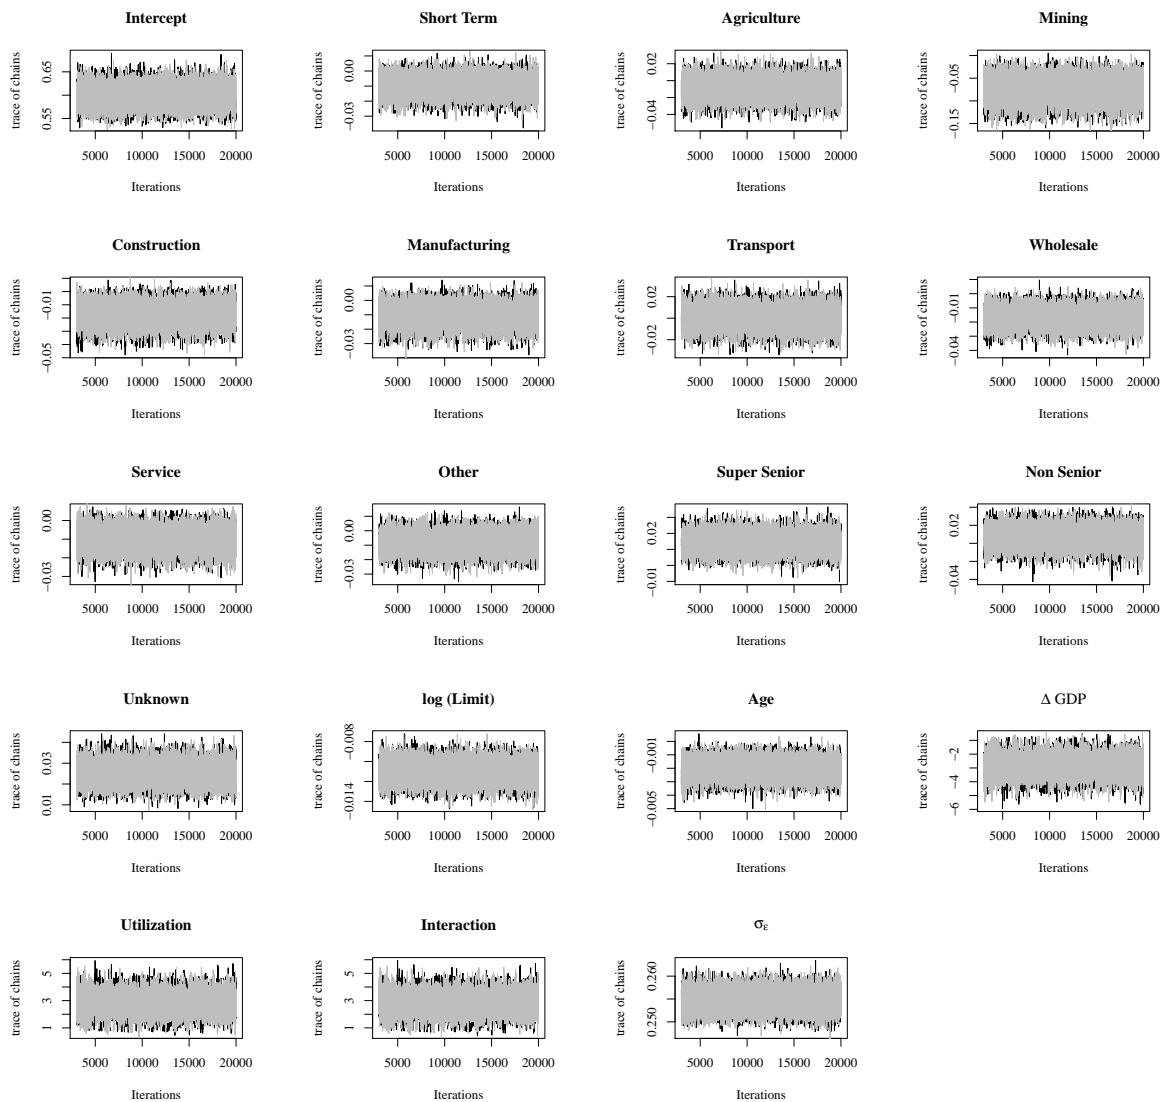 Intercept
trace of chains
0.55
0.65
5000 10000 15000 20000
Iterations
Short Term
trace of chains
−0.03
0.00
5000 10000 15000 20000
Iterations
Agriculture
trace of chains
−0.04
0.02
5000 10000 15000 20000
Iterations
Mining
trace of chains
−0.15
−0.05
5000 10000 15000 20000
Iterations
Construction
trace of chains
−0.05
−0.01
5000 10000 15000 20000
Iterations
Manufacturing
trace of chains
−0.03
0.00
5000 10000 15000 20000
Iterations
Transport
trace of chains
−0.02
0.02
5000 10000 15000 20000
Iterations
Wholesale
trace of chains
−0.04
−0.01
5000 10000 15000 20000
Iterations
Service
trace of chains
−0.03
0.00
5000 10000 15000 20000
Iterations
Other
trace of chains
−0.03
0.00
5000 10000 15000 20000
Iterations
Super Senior
trace of chains
−0.01
0.02
5000 10000 15000 20000
Iterations
Non Senior
trace of chains
−0.04
0.02
5000 10000 15000 20000
Iterations
Unknown
trace of chains
0.01
0.03
5000 10000 15000 20000
Iterations
log (Limit)
trace of chains
−0.014
−0.008
5000 10000 15000 20000
Iterations
Age
trace of chains
−0.005
−0.001
5000 10000 15000 20000
Iterations
Δ GDP
trace of chains
−6
−4
−2
5000 10000 15000 20000
Iterations
Utilization
trace of chains
1
3
5
5000 10000 15000 20000
Iterations
Interaction
trace of chains
1
3
5
5000 10000 15000 20000
Iterations
σε
trace of chains
0.250
0.260
5000 10000 15000 20000
Iterations